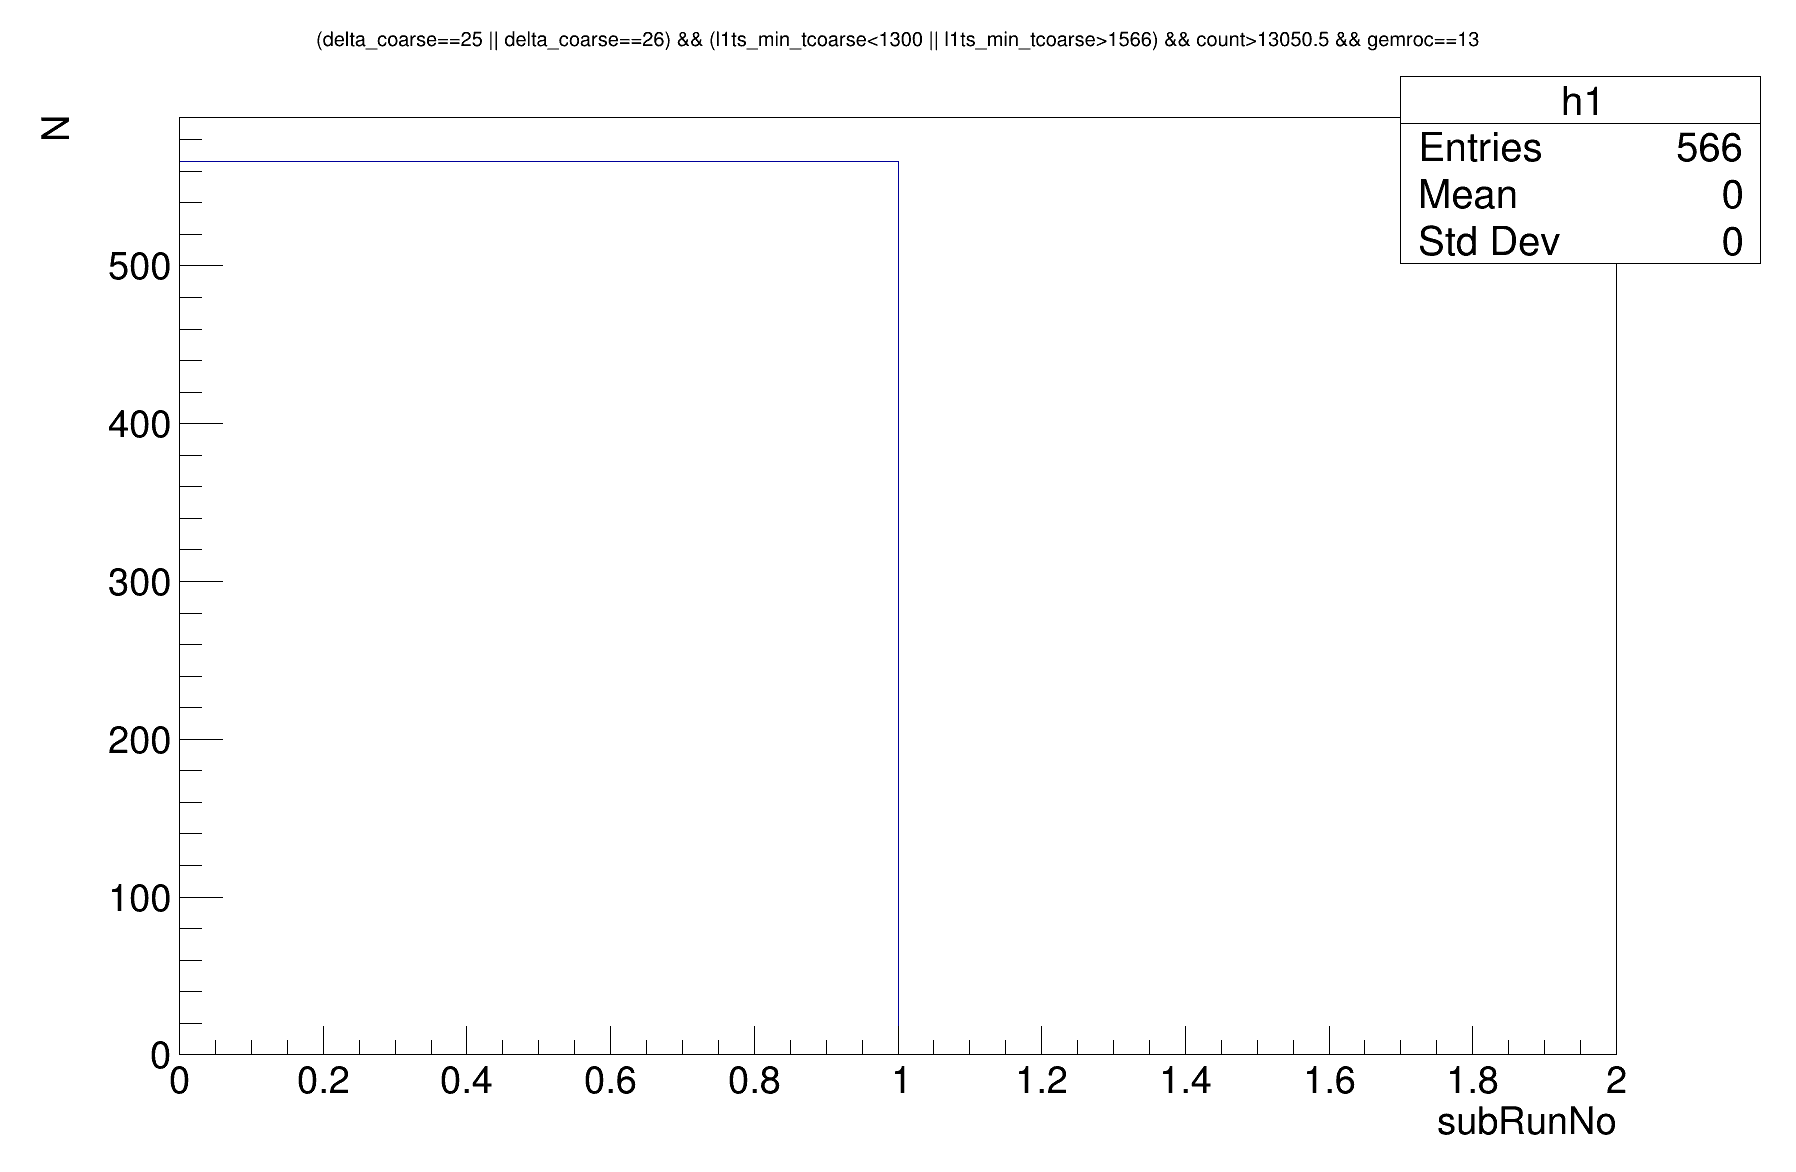 (delta_coarse==25 || delta_coarse==26) && (l1ts_min_tcoarse<1300 || l1ts_min_tcoarse>1566) && count>13050.5 && gemroc==13
N
h1
Entries 566
Mean 0
Std Dev 0
500
400
300
200
100
0
0 0.2 0.4 0.6 0.8 1 1.2 1.4 1.6 1.8 2
subRunNo